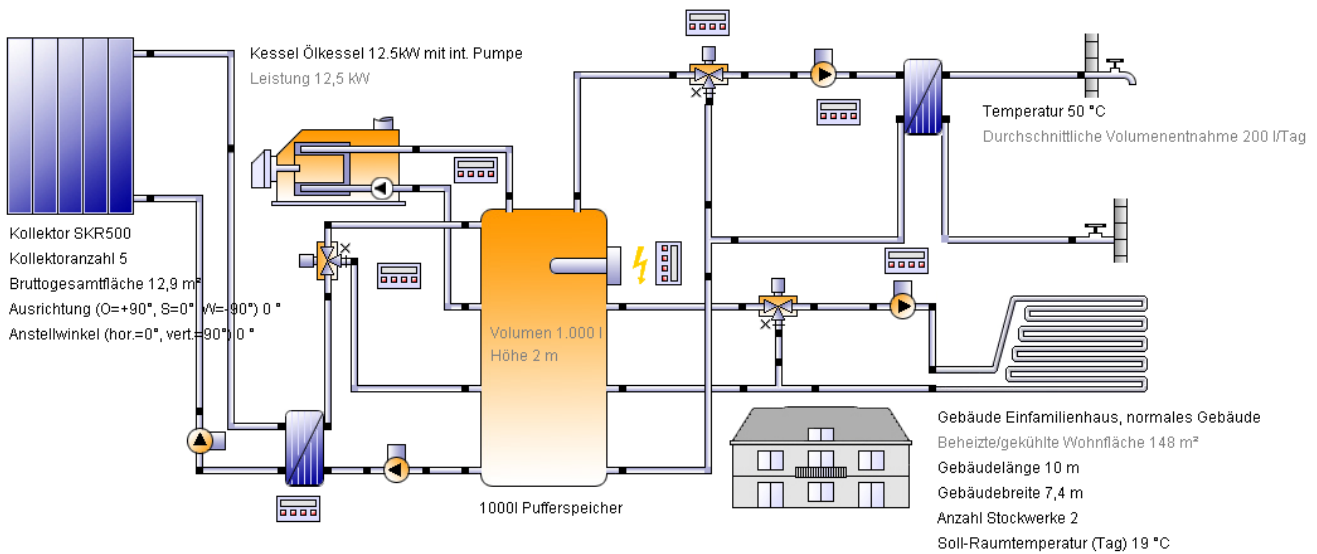 Kessel Ölkessel 12.5kW mit int. Pumpe
Leistung 12,5 kW
Temperatur 50 °C
Durchschnittliche Volumenentnahme 200 l/Tag
Kollektor SKR500
Kollektoranzahl 5
Bruttogesamtfläche 12,9 m²
Ausrichtung (O=+90°, S=0°, W=-90°) 0 °
Anstellwinkel (hor.=0°, vert.=90°) 0 °
Volumen 1.000 l
Höhe 2 m
1000l Pufferspeicher
Gebäude Einfamilienhaus, normales Gebäude
Beheizte/gekühlte Wohnfläche 148 m²
Gebäudelänge 10 m
Gebäudebreite 7,4 m
Anzahl Stockwerke 2
Soll-Raumtemperatur (Tag) 19 °C